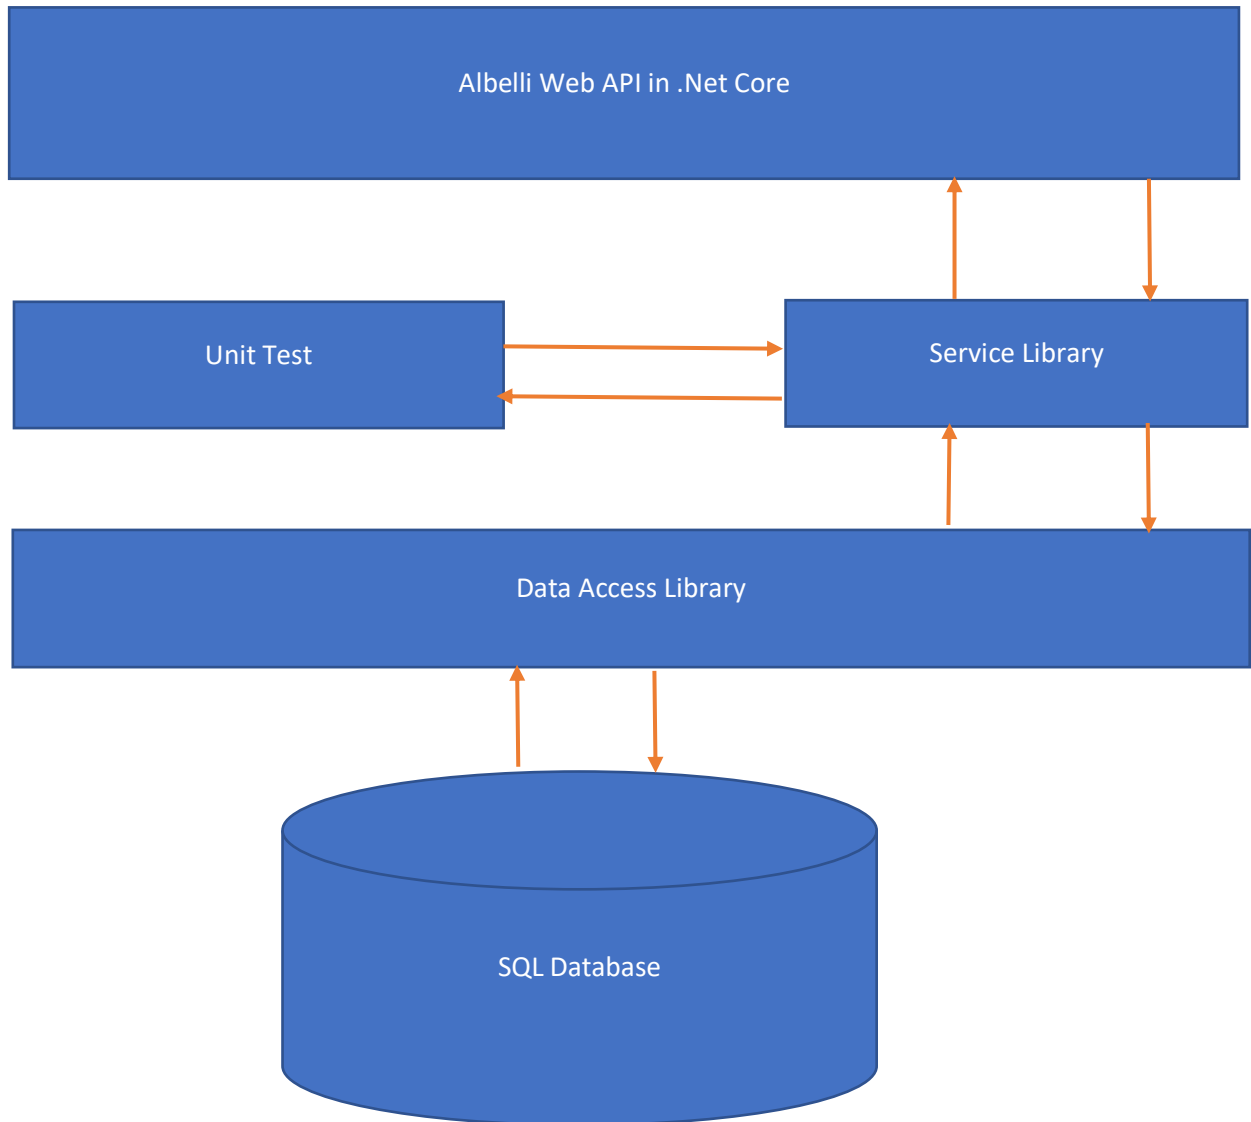 Albelli Web API in .Net Core
Unit Test
Service Library
Data Access Library
SQL Database